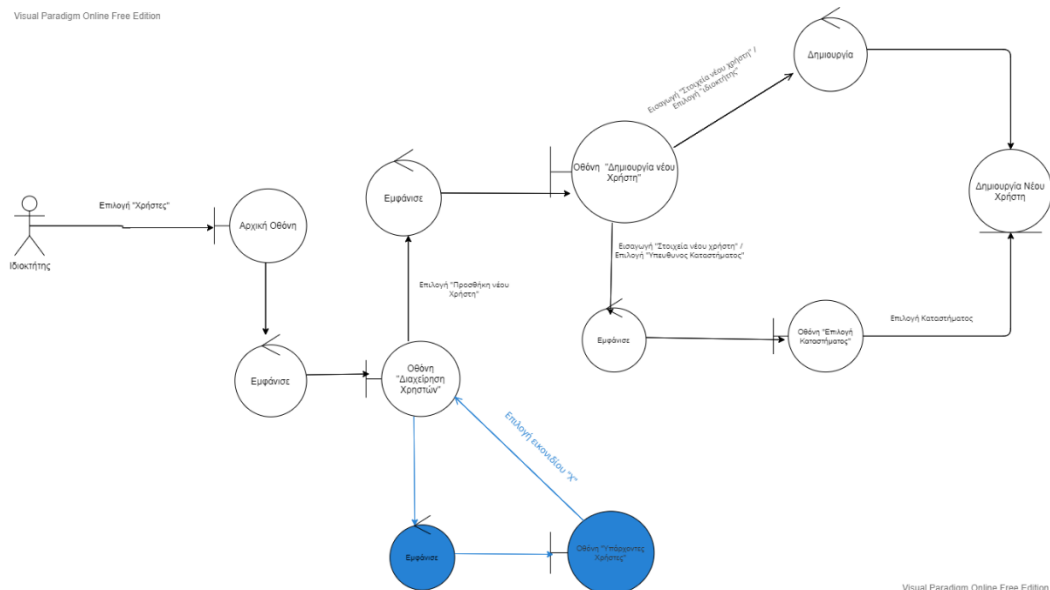 Visual Paradigm Online Free Edition
Δημιουργία
Εισαγωγή "Στοιχεία νέου χρήστη" /
Επιλογή "ιδιοκτήτης"
Οθόνη "Δημιουργία νέου
Χρήστη"
Εμφάνισε
Δημιουργία Νέου
Χρήστη
Επιλογή "Χρήστες"
Αρχική Οθόνη
Ιδιοκτήτης
Εισαγωγή "Στοιχεία νέου χρήστη" /
Επιλογή "Υπευθυνος Καταστήματος"
Επιλογή "Προσθήκη νέου
Χρήστη"
Επιλογή Καταστήματος
Εμφάνισε
Οθόνη "Επιλογή
Καταστήματος"
Εμφάνισε
Οθόνη
"Διαχείρηση
Χρηστών"
Επιλογή εικονιδίου "Χ"
Εμφάνισε
Οθόνη "Υπάρχοντες
Χρήστες"
Visual Paradigm Online Free Edition